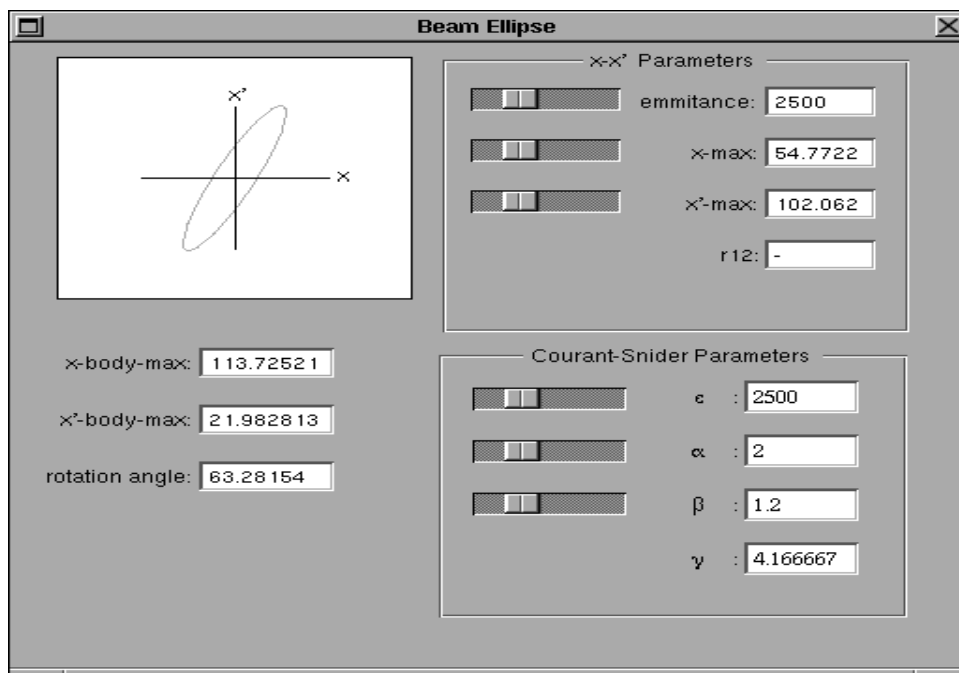 Beam Ellipse
x'
x
x-x' Parameters
emmitance: 2500
x-max: 54.7722
x'-max: 102.062
r12: -
x-body-max: 113.72521
x'-body-max: 21.982813
rotation angle: 63.28154
Courant-Snider Parameters
ε : 2500
α : 2
β : 1.2
γ : 4.166667